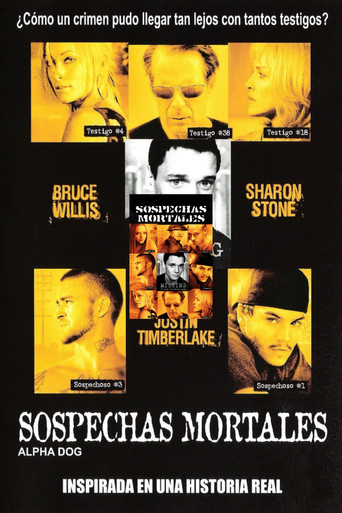 ¿Cómo un crimen pudo llegar tan lejos con tantos testigos?
Testigo #4
Testigo #38
Testigo #18
BRUCE
WILLIS
SHARON
STONE
SOSPECHAS
MORTALES
G
MISSING
JUSTIN
TIMBERLAKE
Sospechoso #3
Sospechoso #1
SOSPECHAS MORTALES
ALPHA DOG
INSPIRADA EN UNA HISTORIA REAL